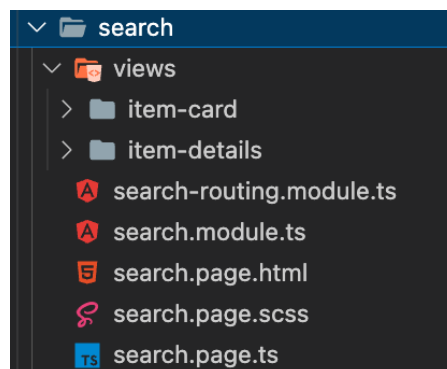 search
views
item-card
item-details
search-routing.module.ts
search.module.ts
search.page.html
search.page.scss
TS search.page.ts